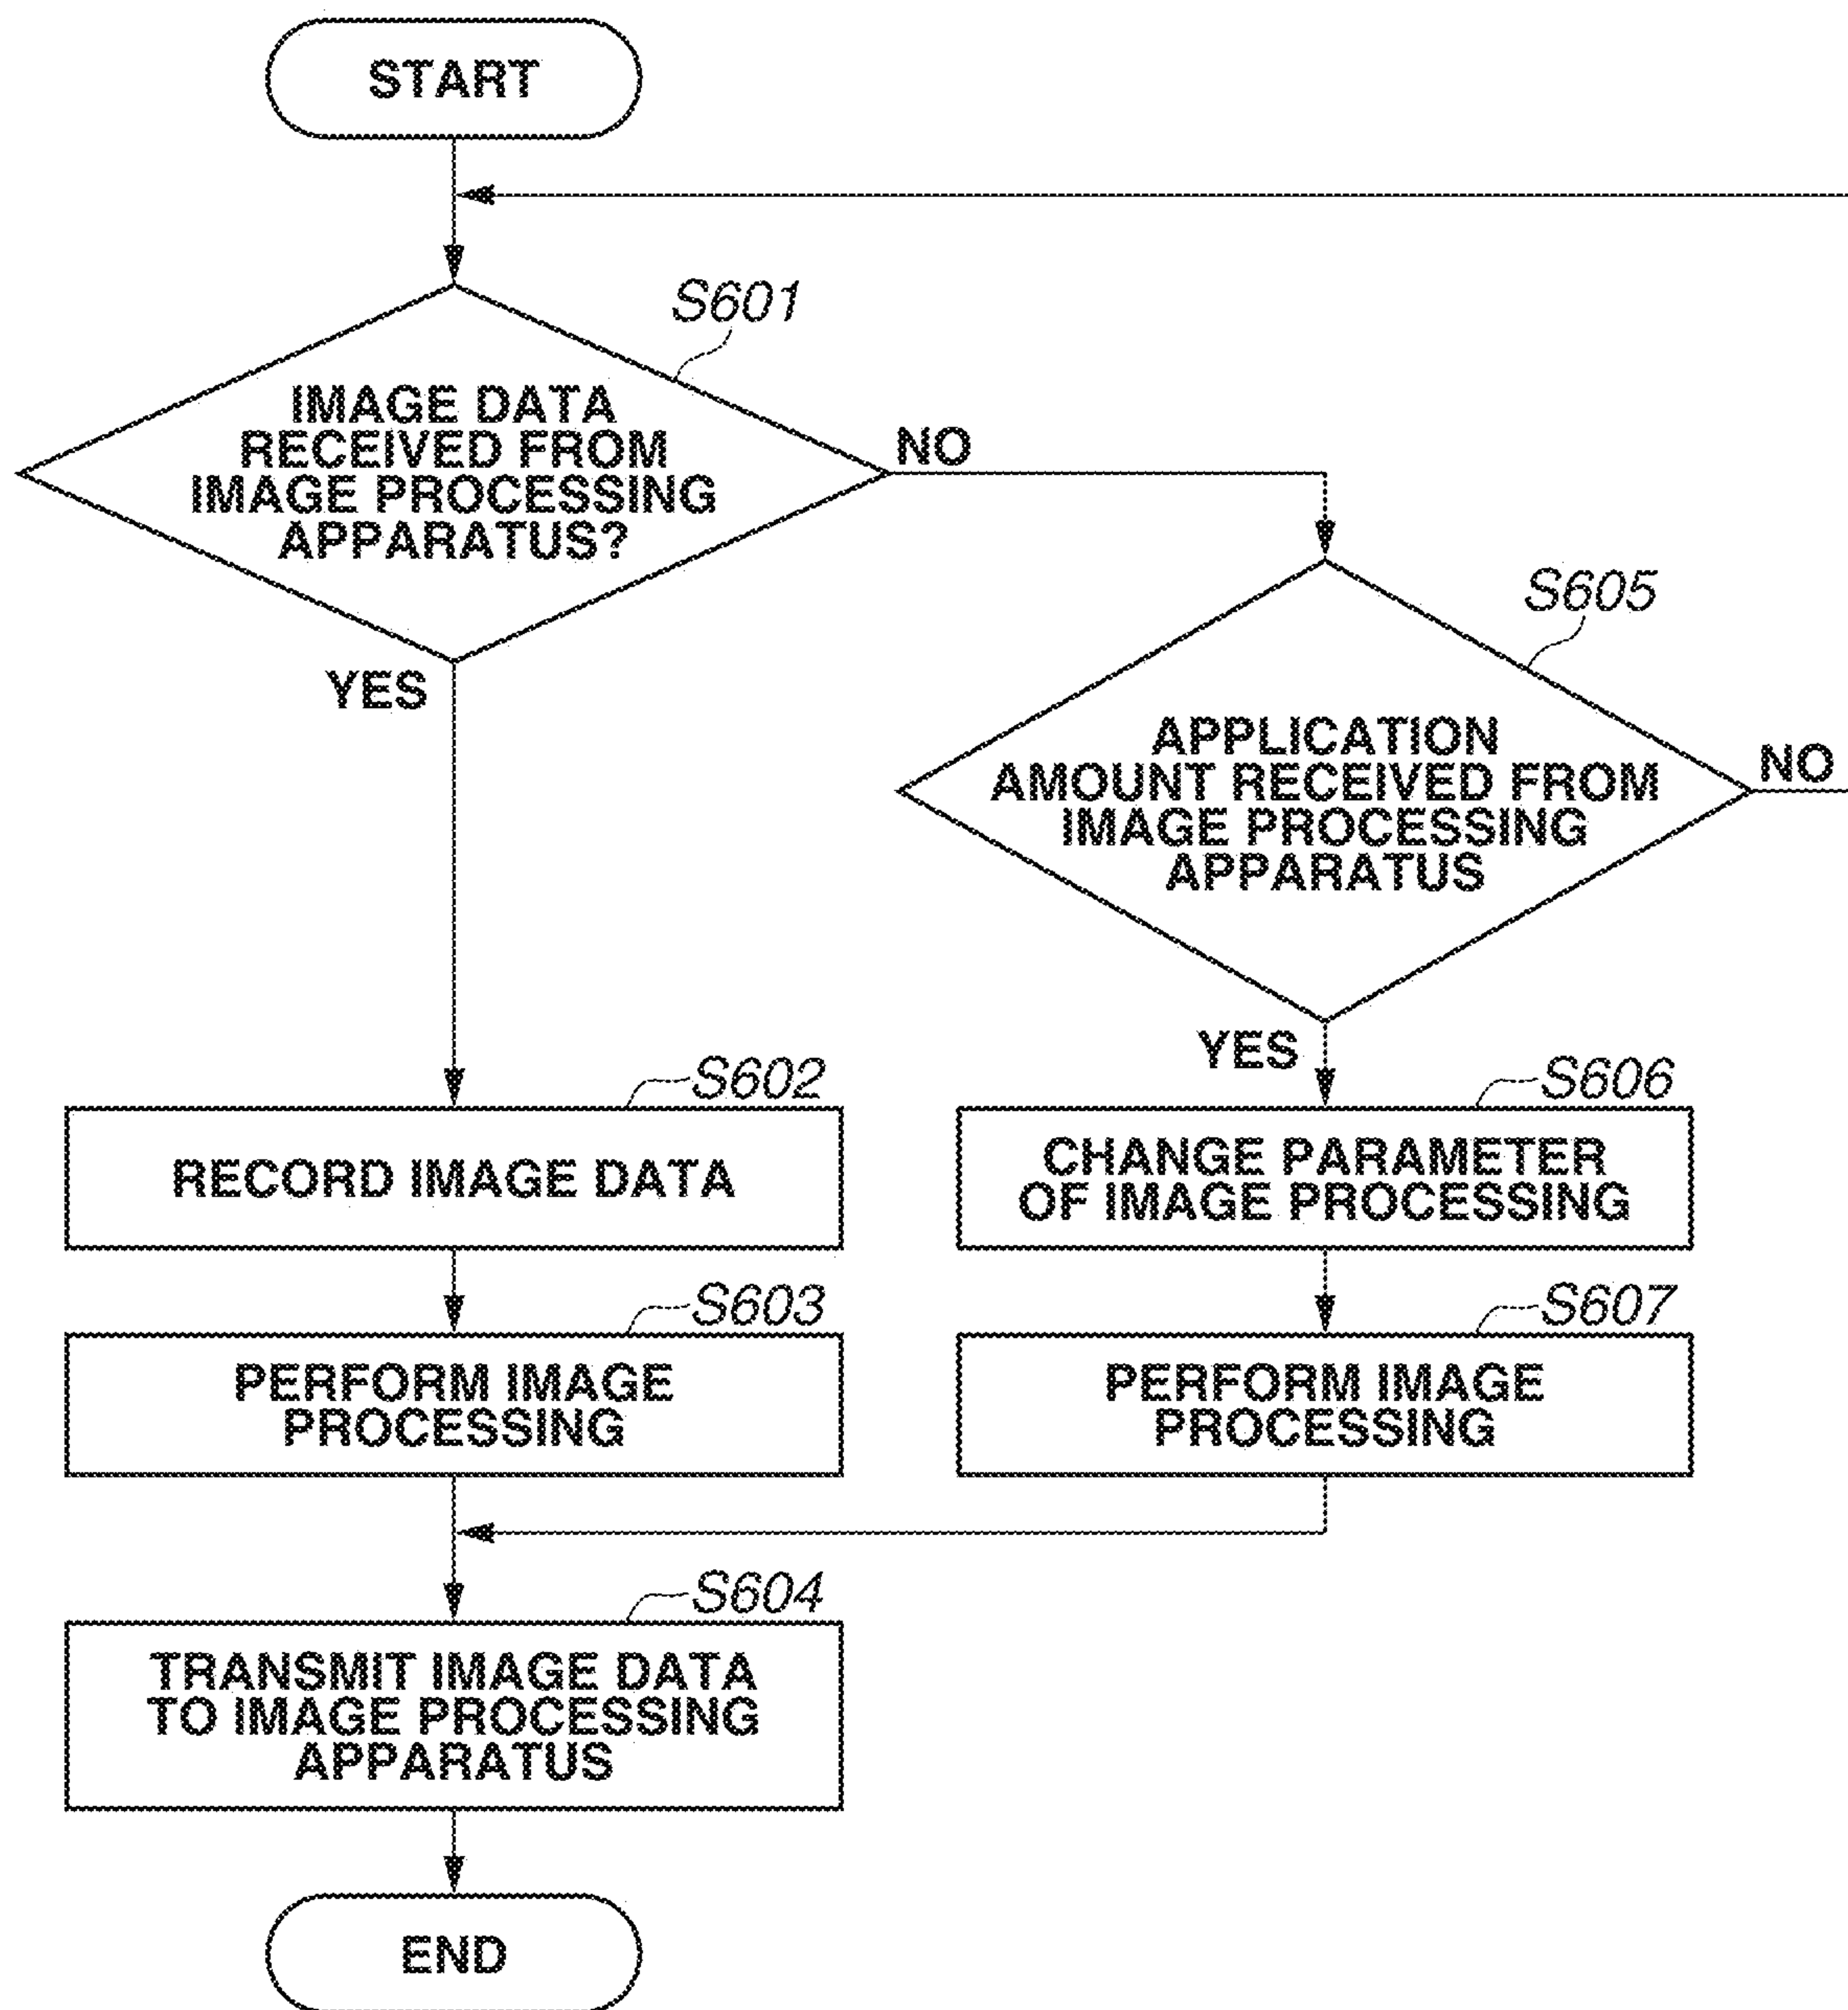 START
S601
IMAGE DATA
RECEIVED FROM
IMAGE PROCESSING
APPARATUS?
NO
YES
S605
APPLICATION
AMOUNT RECEIVED FROM
IMAGE PROCESSING
APPARATUS
NO
YES
S602
RECORD IMAGE DATA
S606
CHANGE PARAMETER
OF IMAGE PROCESSING
S603
PERFORM IMAGE
PROCESSING
S607
PERFORM IMAGE
PROCESSING
S604
TRANSMIT IMAGE DATA
TO IMAGE PROCESSING
APPARATUS
END